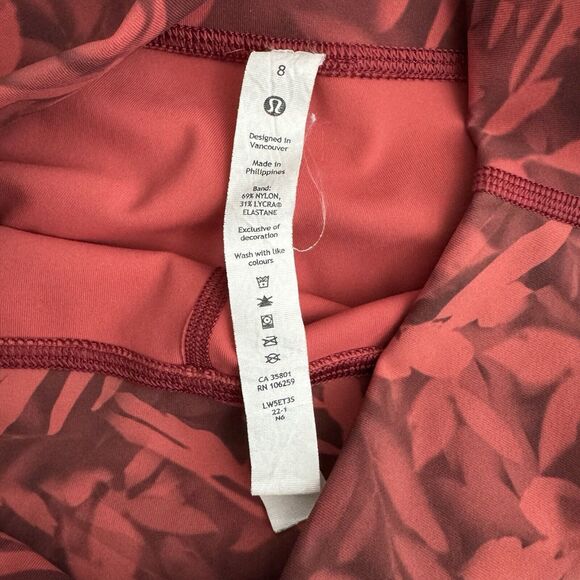 8
Designed in
Vancouver
Made in
Philippines
Band:
69% NYLON,
31% LYCRA®
ELASTANE
Exclusive of
decoration
Wash with like
colours
CA 35801
RN 106259
LW5ET3S
22-1
NG